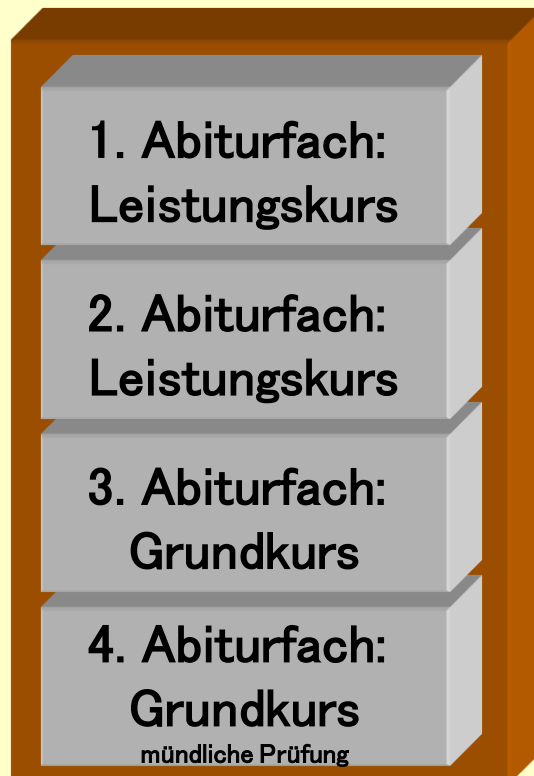 1. Abiturfach:
Leistungskurs
2. Abiturfach:
Leistungskurs
3. Abiturfach:
Grundkurs
4. Abiturfach:
Grundkurs
mündliche Prüfung